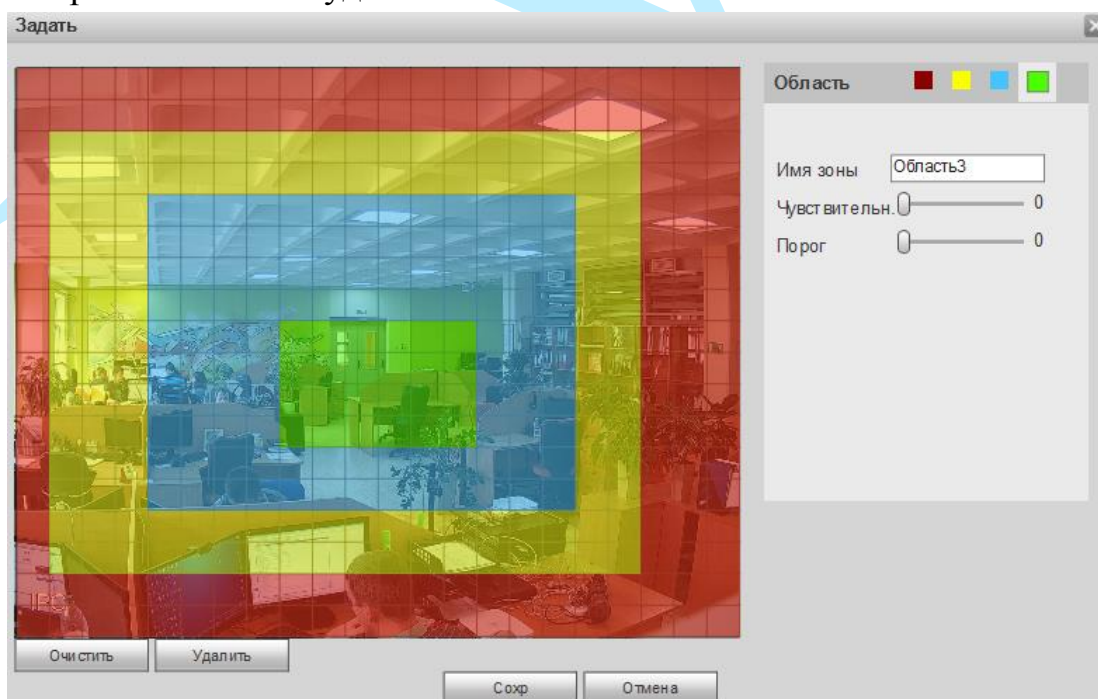 Задать
Область
Имя зоны Область3
Чувствительн. 0
Порог 0
Очистить Удалить
Сохр Отмена